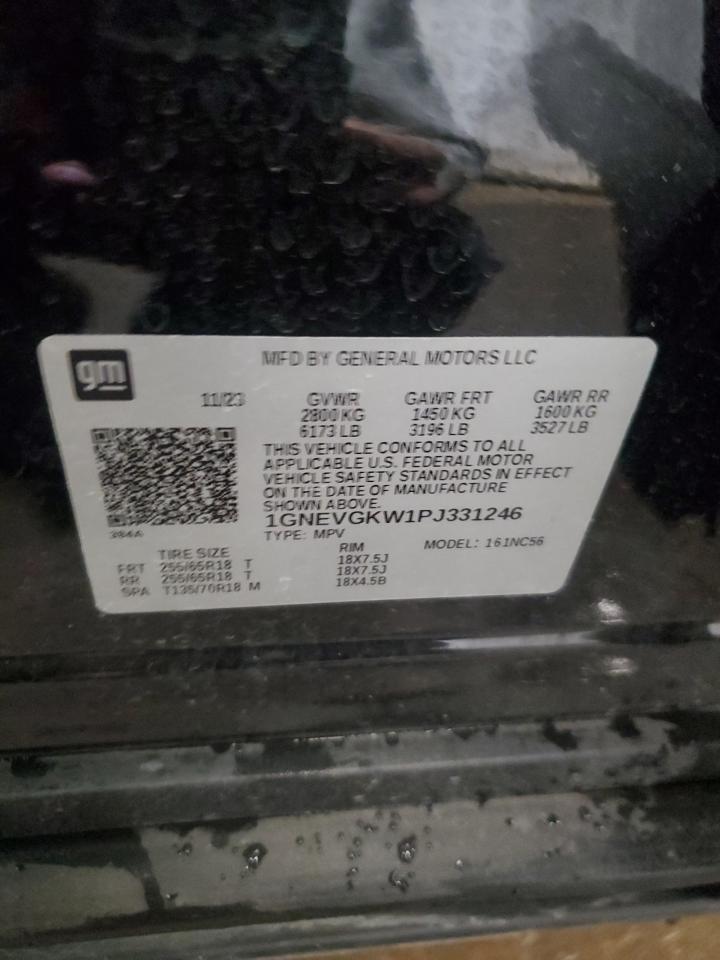 gm
MFD BY GENERAL MOTORS LLC
11/23 GVWR GAWR FRT GAWR RR
2800 KG 1450 KG 1600 KG
6173 LB 3196 LB 3527 LB
THIS VEHICLE CONFORMS TO ALL
APPLICABLE U.S. FEDERAL MOTOR
VEHICLE SAFETY STANDARDS IN EFFECT
ON THE DATE OF MANUFACTURE
SHOWN ABOVE.
1GNEVGKW1PJ331246
384A
TYPE: MPV MODEL: 161NC56
TIRE SIZE RIM
FRT 255/65R18 T 18X7.5J
RR 255/65R18 T 18X7.5J
SPA T135/70R18 M 18X4.5B